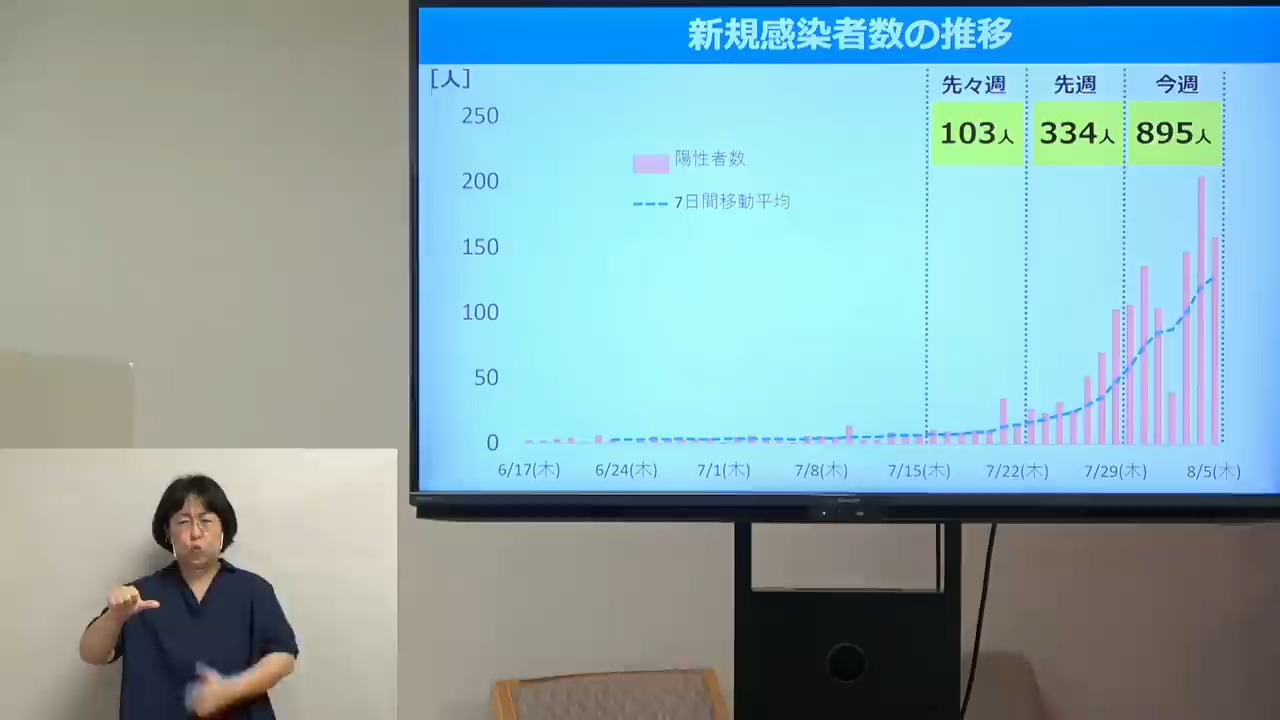 新規感染者数の推移
[人]
先々週 先週 今週
103人 334人 895人
250
200
150
100
50
0
陽性者数
7日間移動平均
6/17(木) 6/24(木) 7/1(木) 7/8(木) 7/15(木) 7/22(木) 7/29(木) 8/5(木)